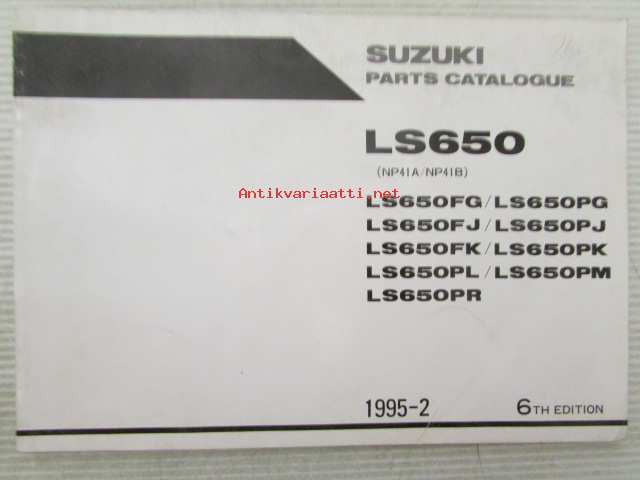 SUZUKI
PARTS CATALOGUE
LS650
(NP41A/NP41B)
Antikvariaatti.net
LS650FG/LS650PG
LS650FJ/LS650PJ
LS650FK/LS650PK
LS650PL/LS650PM
LS650PR
1995-2 6TH EDITION